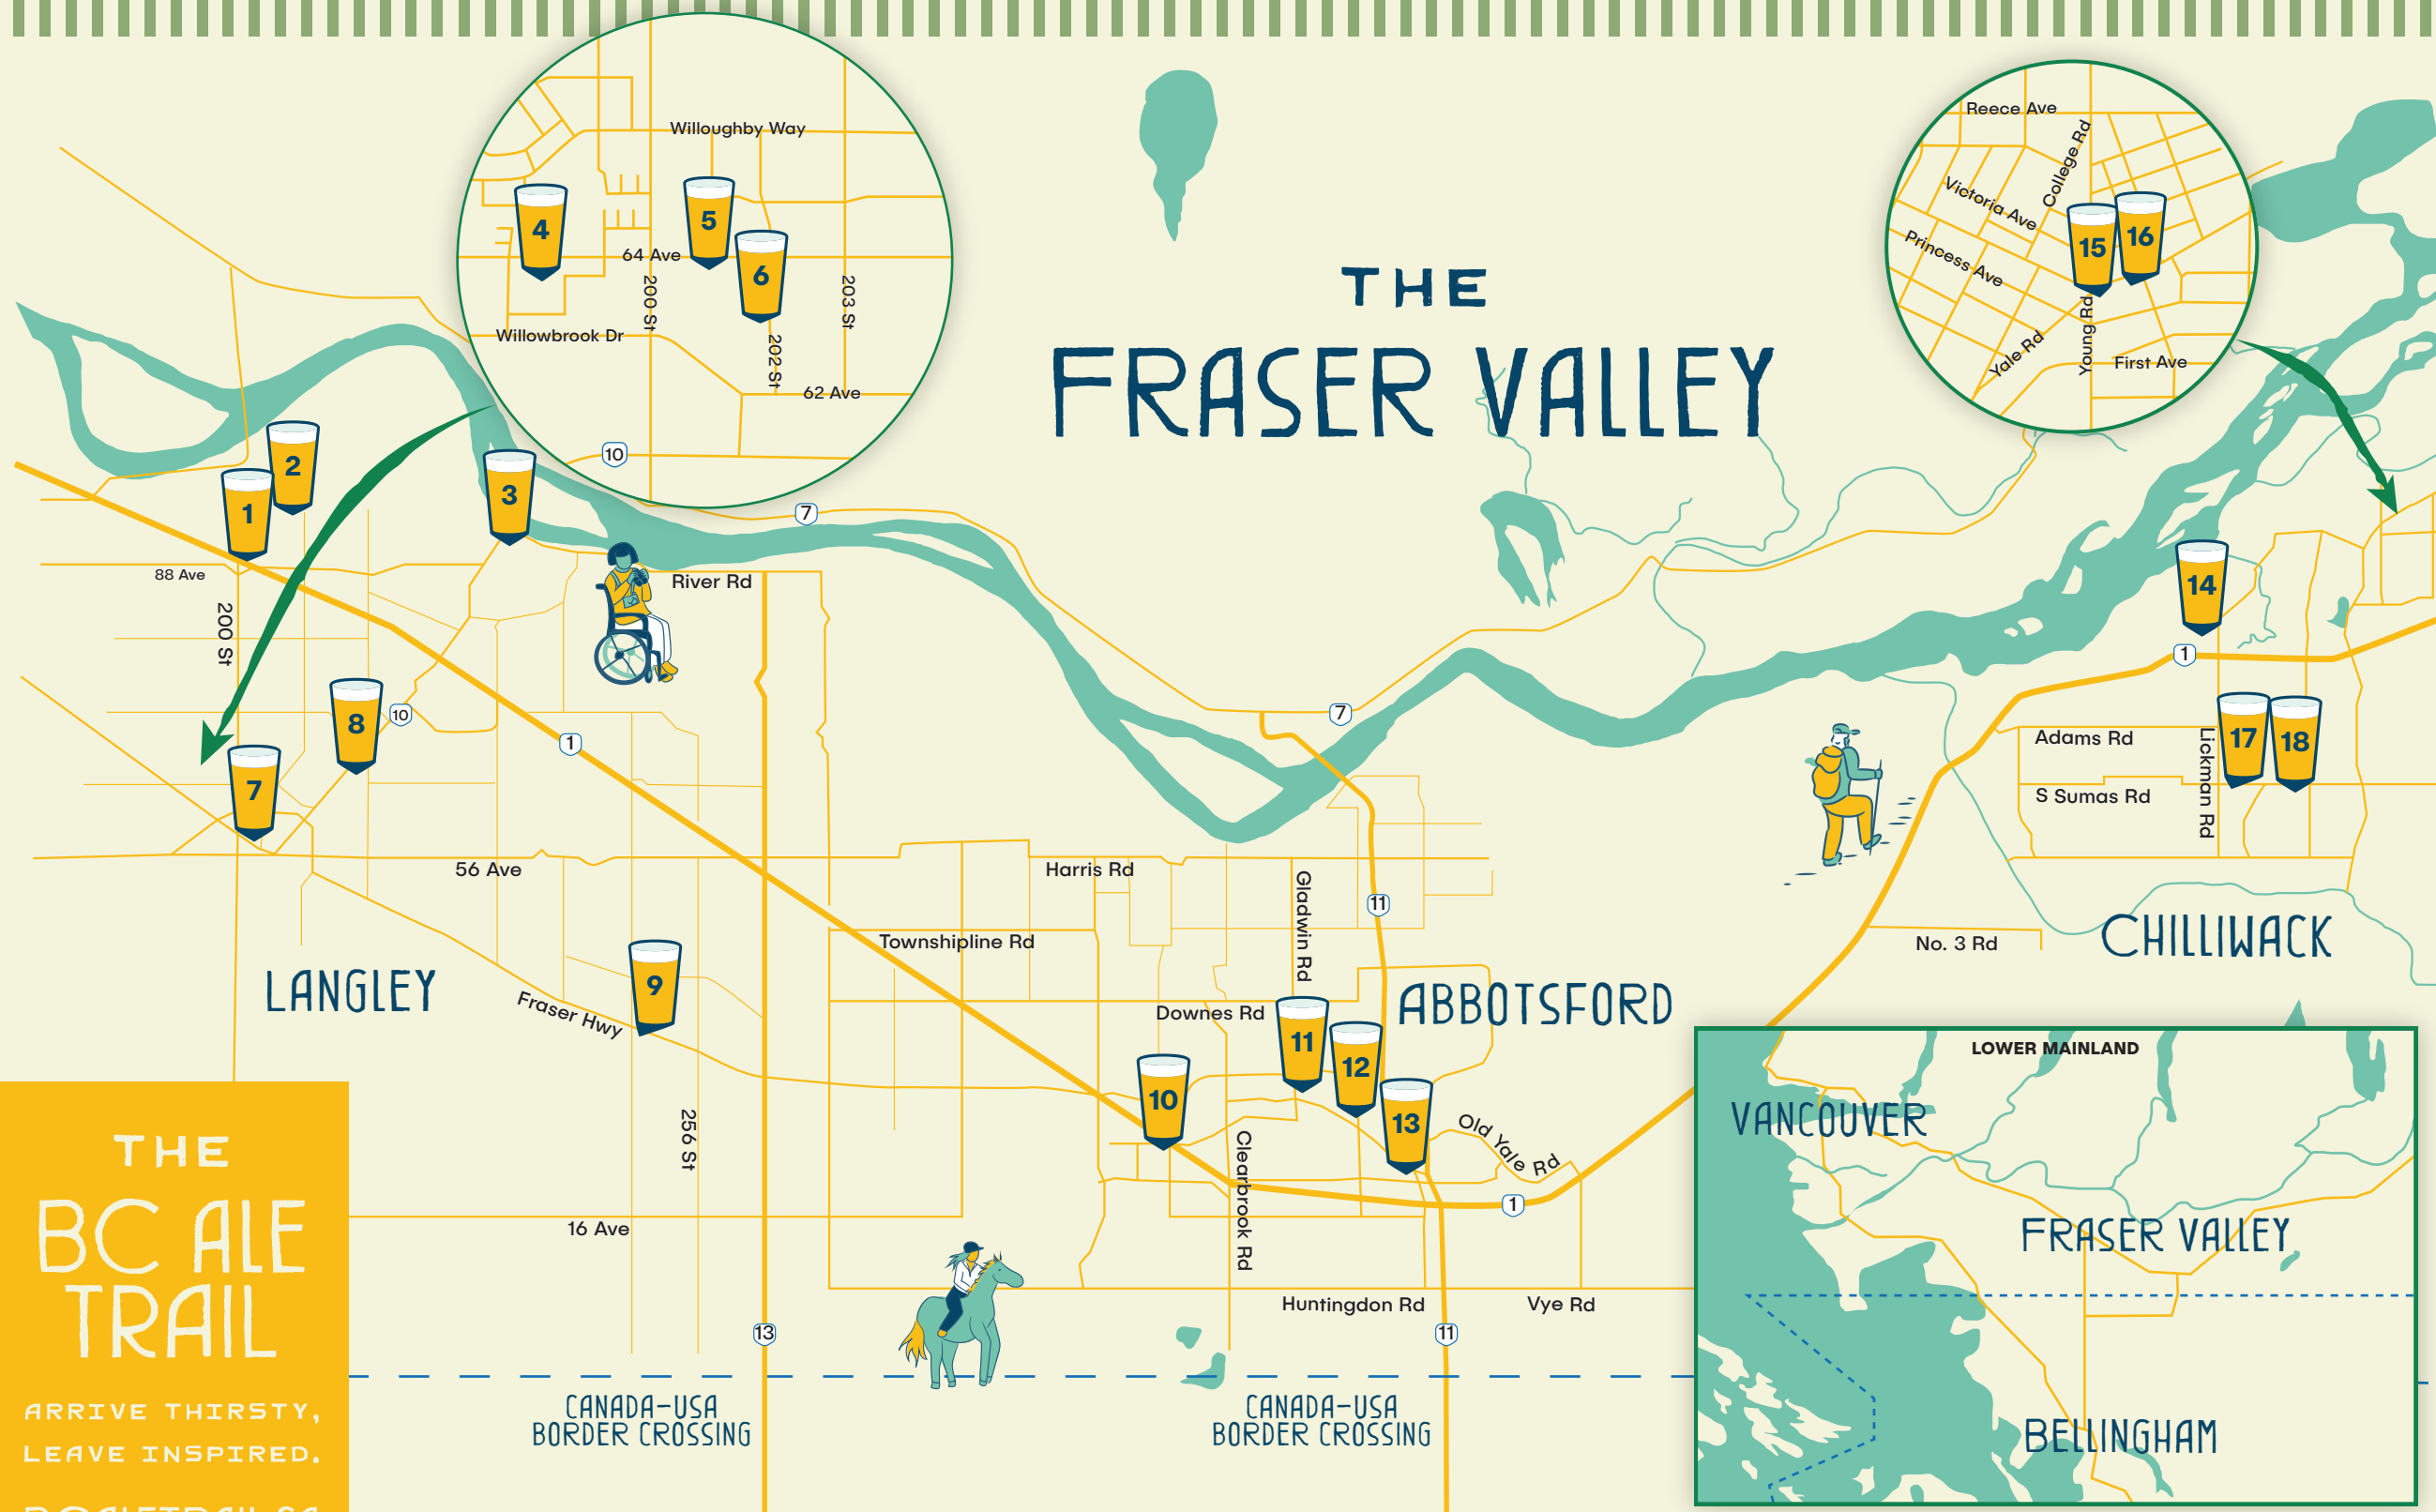 THE
FRASER VALLEY
Willoughby Way
4
5
6
64 Ave
200 St
203 St
202 St
Willowbrook Dr
62 Ave
10
Reece Ave
College Rd
Victoria Ave
15
16
Princess Ave
Yale Rd
Young Rd
First Ave
2
1
3
7
88 Ave
200 St
River Rd
14
1
8
10
7
1
7
Adams Rd
17
18
Lickman Rd
S Sumas Rd
56 Ave
Harris Rd
Gladwin Rd
11
Townshipline Rd
No. 3 Rd
CHILLIWACK
LANGLEY
9
Fraser Hwy
Downes Rd
ABBOTSFORD
11
12
10
13
Old Yale Rd
256 St
Clearbrook Rd
1
16 Ave
Huntingdon Rd
Vye Rd
13
11
CANADA-USA
BORDER CROSSING
CANADA-USA
BORDER CROSSING
LOWER MAINLAND
VANCOUVER
FRASER VALLEY
BELLINGHAM
THE
BC ALE
TRAIL
ARRIVE THIRSTY,
LEAVE INSPIRED.